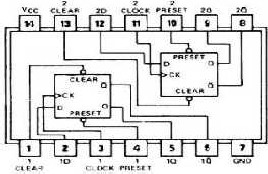 2 2 2
VCC CLEAR 2D CLOCK PRESET 2Q 2Q̅
14 13 12 11 10 9 8
PRESET
D Q
CK
Q̅
CLEAR
CLEAR
D Q
CK
Q̅
PRESET
1 2 3 4 5 6 7
1 1D 1 1 1Q 1Q̅ GND
CLEAR CLOCK PRESET